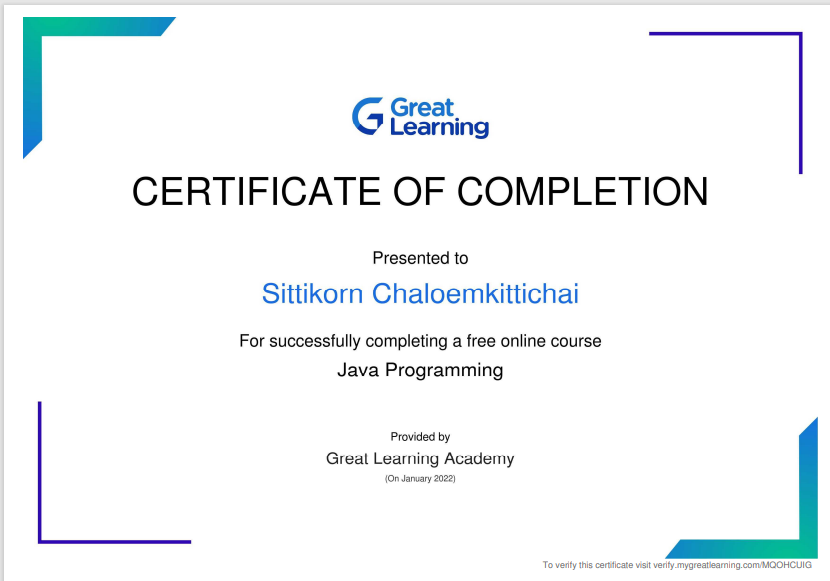 Great
Learning
CERTIFICATE OF COMPLETION
Presented to
Sittikorn Chaloemkittichai
For successfully completing a free online course
Java Programming
Provided by
Great Learning Academy
(On January 2022)
To verify this certificate visit verify.mygreatlearning.com/MQOHCUIG